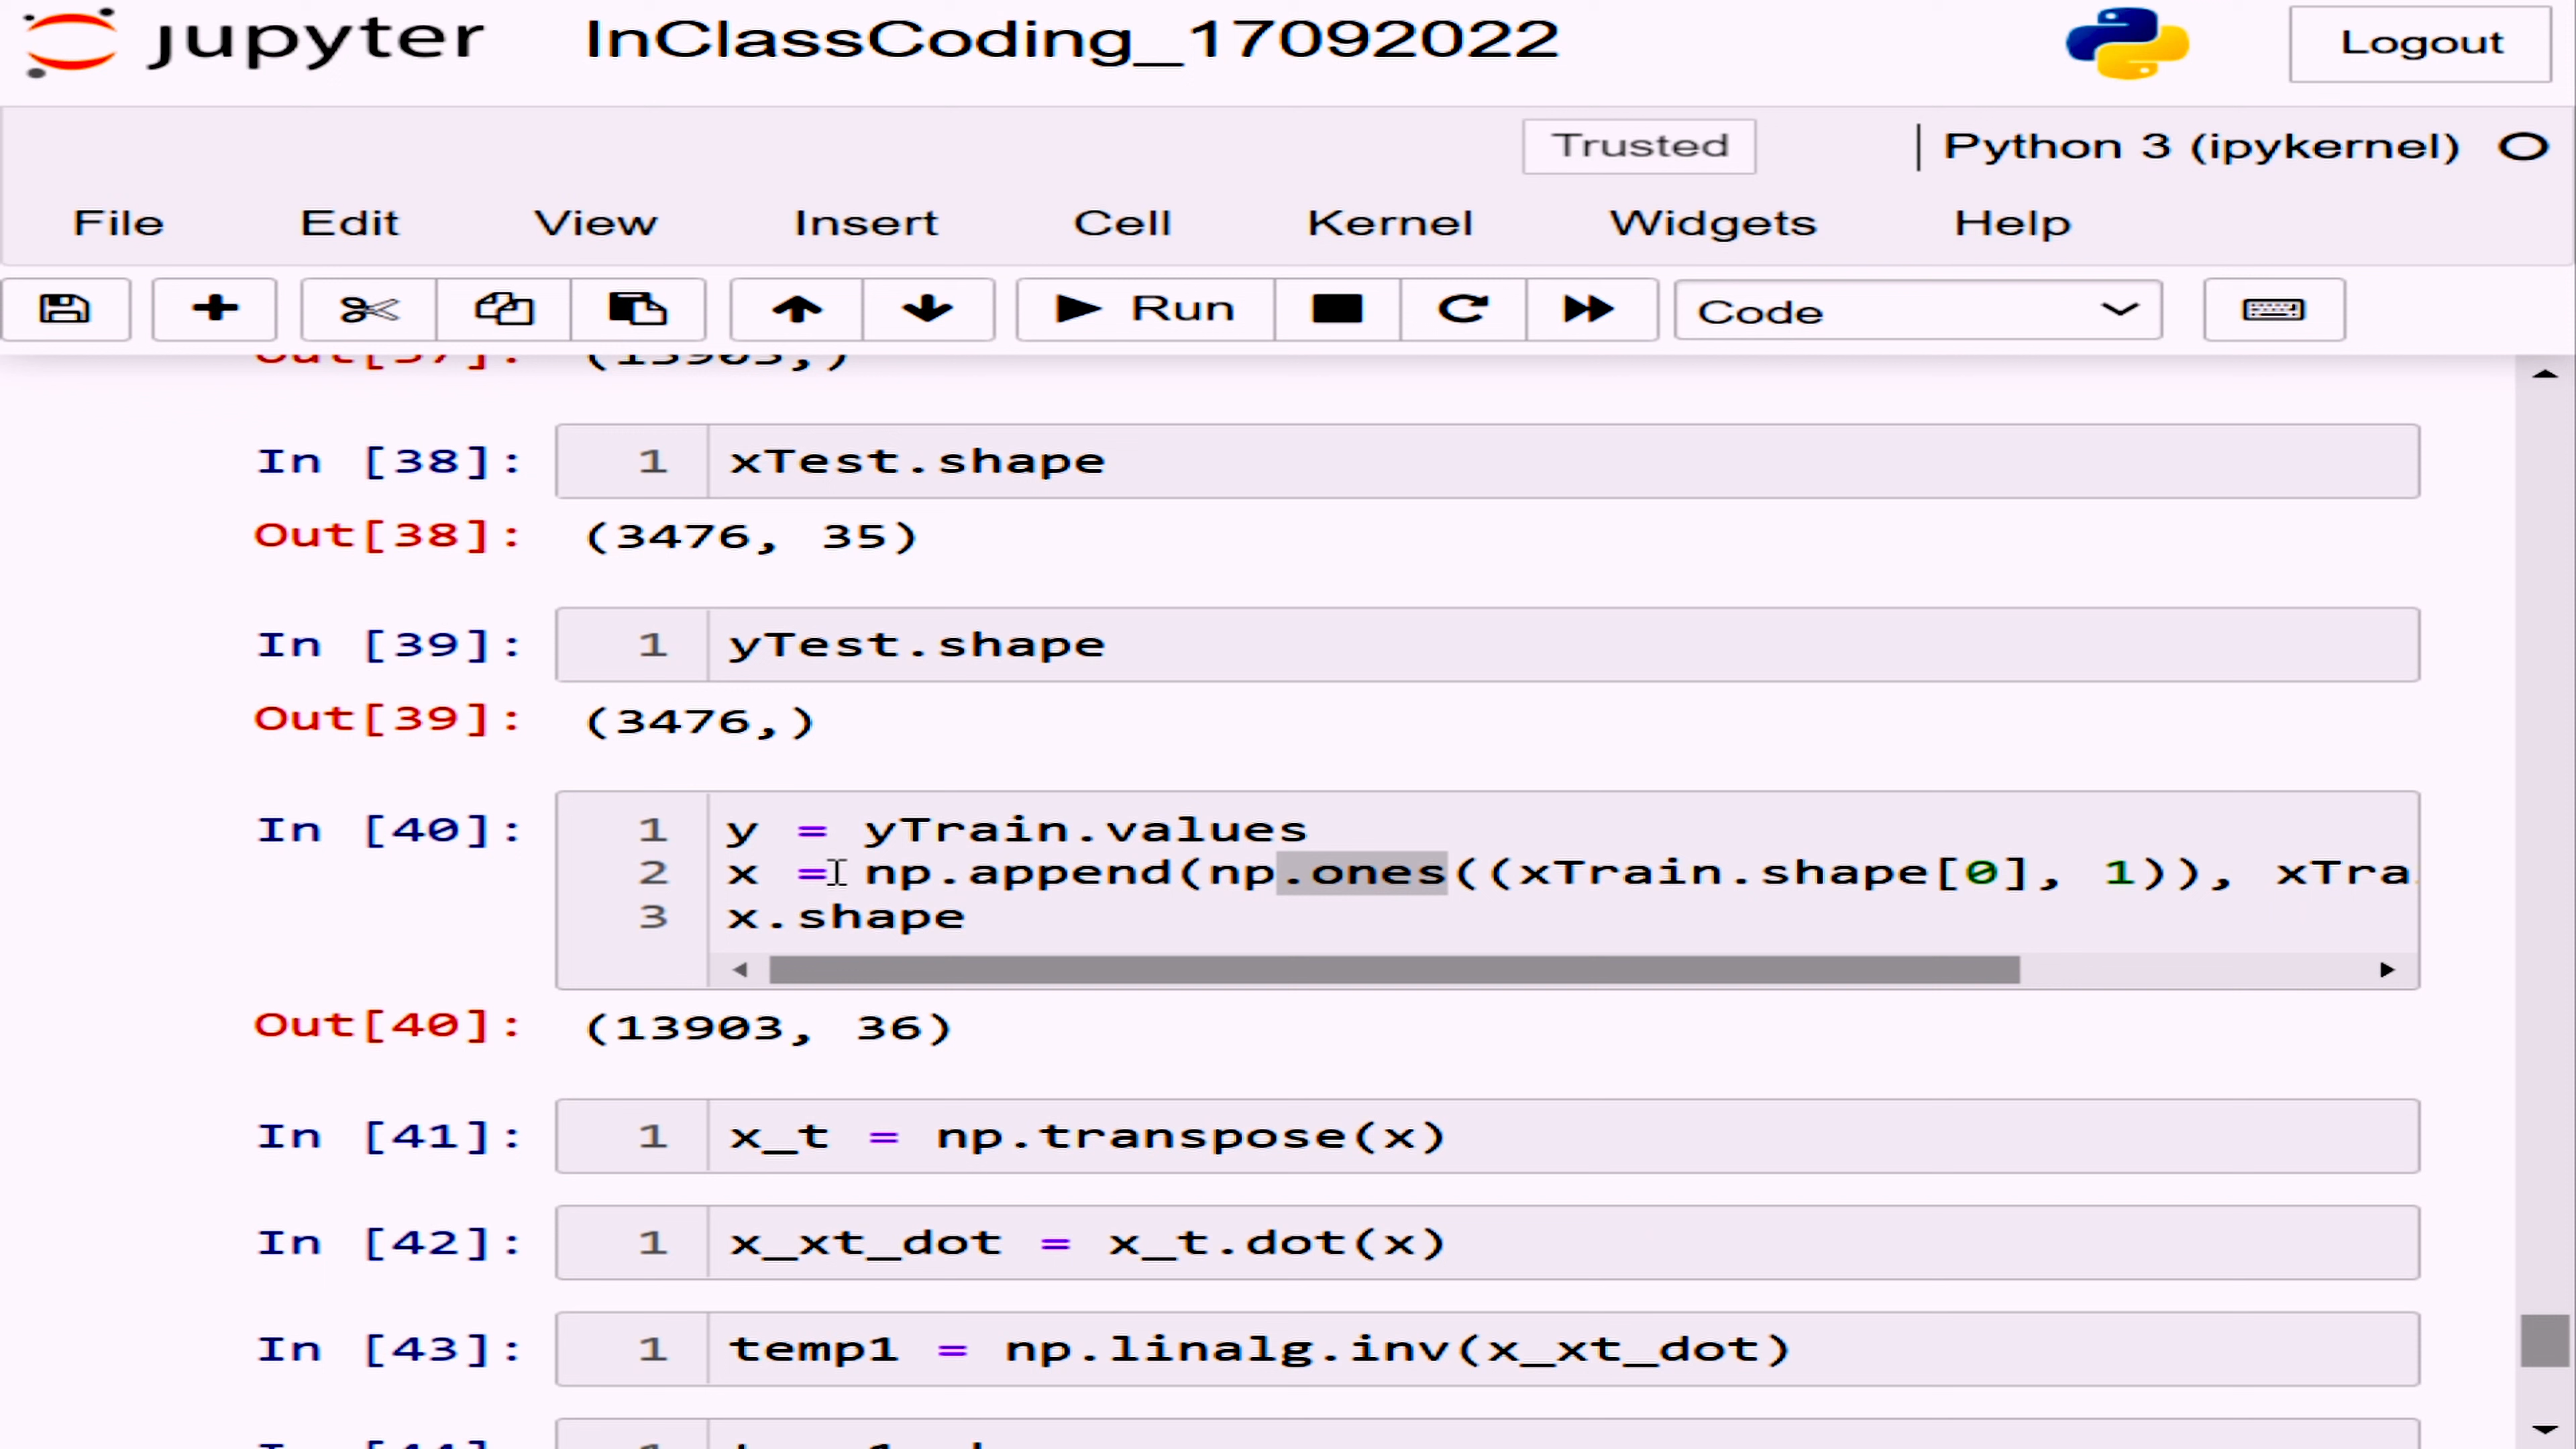 jupyter InClassCoding_17092022 Logout
Trusted | Python 3 (ipykernel)
File Edit View Insert Cell Kernel Widgets Help
Run Code
Out[37]: (13903,)
In [38]: 1 xTest.shape
Out[38]: (3476, 35)
In [39]: 1 yTest.shape
Out[39]: (3476,)
In [40]: 1 y = yTrain.values
2 x = np.append(np.ones((xTrain.shape[0], 1)), xTra
3 x.shape
Out[40]: (13903, 36)
In [41]: 1 x_t = np.transpose(x)
In [42]: 1 x_xt_dot = x_t.dot(x)
In [43]: 1 temp1 = np.linalg.inv(x_xt_dot)